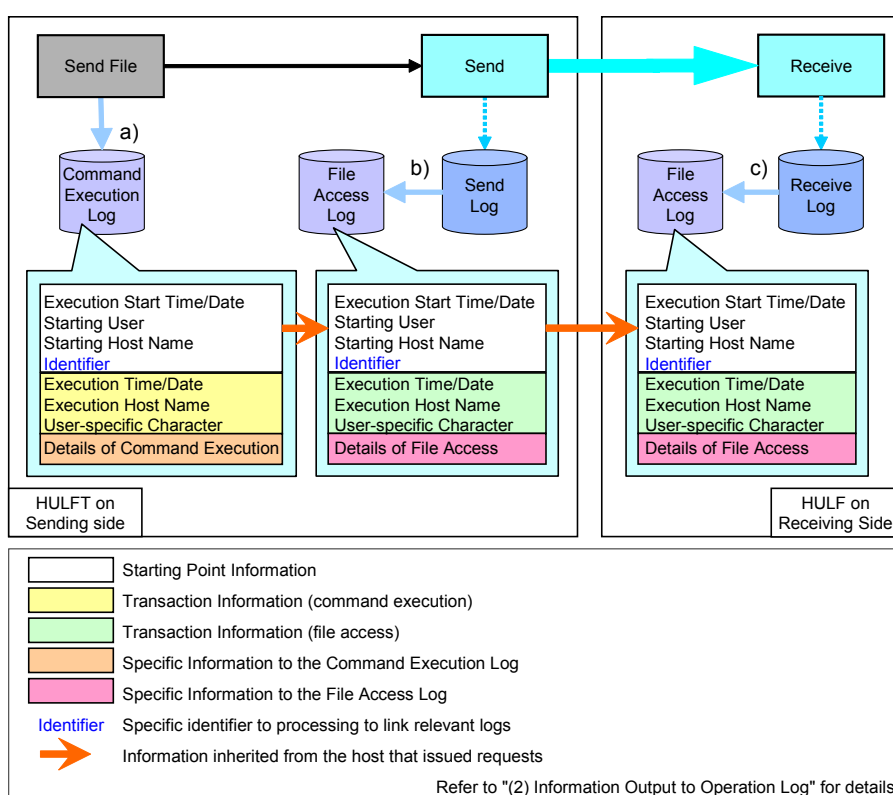 Send File
Send
Receive
a)
b)
c)
Command
Execution
Log
File
Access
Log
Send
Log
File
Access
Log
Receive
Log
Execution Start Time/Date
Starting User
Starting Host Name
Identifier
Execution Time/Date
Execution Host Name
User-specific Character
Details of Command Execution
Execution Start Time/Date
Starting User
Starting Host Name
Identifier
Execution Time/Date
Execution Host Name
User-specific Character
Details of File Access
Execution Start Time/Date
Starting User
Starting Host Name
Identifier
Execution Time/Date
Execution Host Name
User-specific Character
Details of File Access
HULFT on
Sending side
HULF on
Receiving Side
Starting Point Information
Transaction Information (command execution)
Transaction Information (file access)
Specific Information to the Command Execution Log
Specific Information to the File Access Log
Identifier Specific identifier to processing to link relevant logs
Information inherited from the host that issued requests
Refer to "(2) Information Output to Operation Log" for details